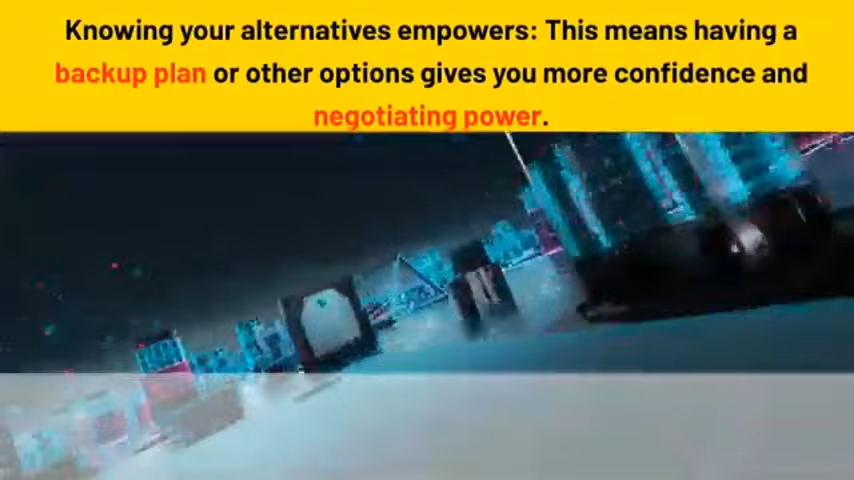 Knowing your alternatives empowers: This means having a
backup plan or other options gives you more confidence and
negotiating power.